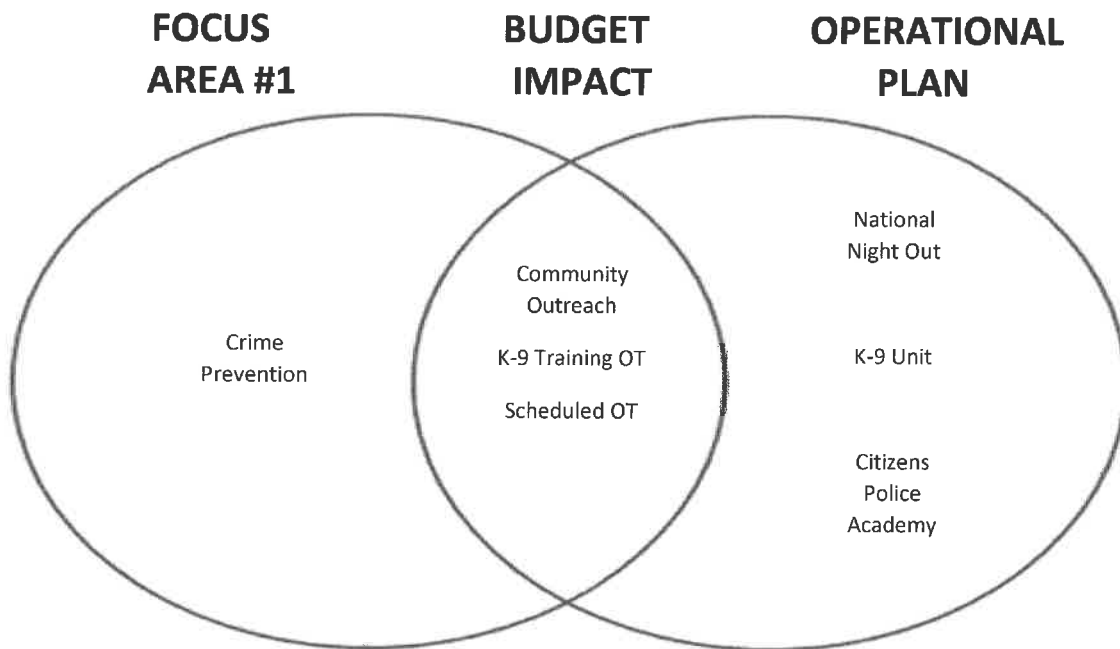 FOCUS
AREA #1
BUDGET
IMPACT
OPERATIONAL
PLAN
Crime
Prevention
Community
Outreach
K-9 Training OT
Scheduled OT
National
Night Out
K-9 Unit
Citizens
Police
Academy